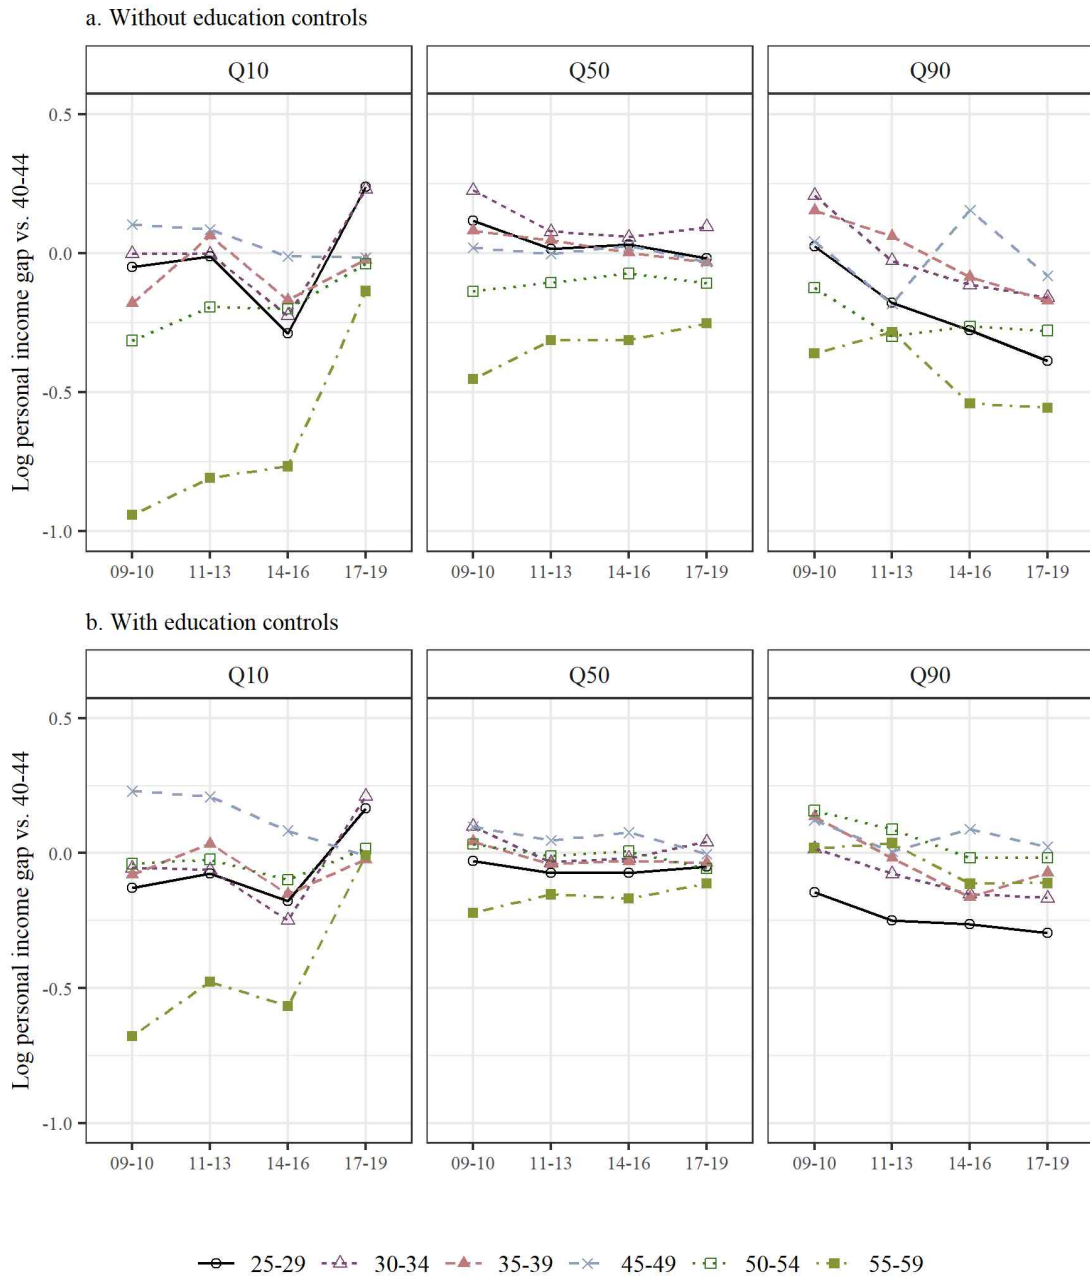 a. Without education controls
Q10 Q50 Q90
Log personal income gap vs. 40-44
0.5
0.0
-0.5
-1.0
09-10 11-13 14-16 17-19 09-10 11-13 14-16 17-19 09-10 11-13 14-16 17-19
b. With education controls
Q10 Q50 Q90
Log personal income gap vs. 40-44
0.5
0.0
-0.5
-1.0
09-10 11-13 14-16 17-19 09-10 11-13 14-16 17-19 09-10 11-13 14-16 17-19
25-29 30-34 35-39 45-49 50-54 55-59